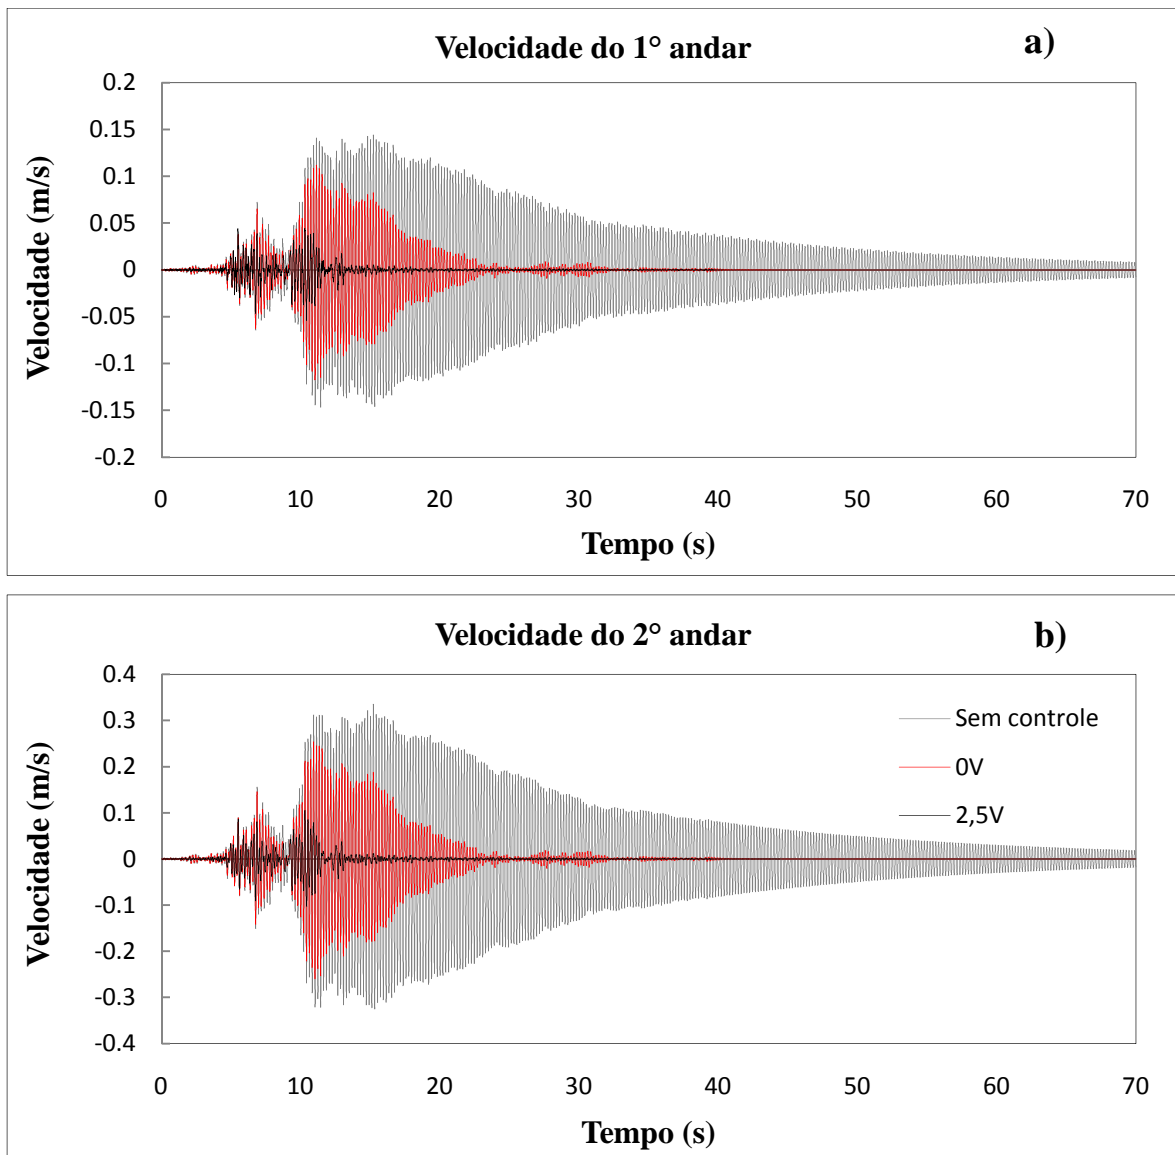 Velocidade do 1° andar
a)
Velocidade (m/s)
0.2
0.15
0.1
0.05
0
-0.05
-0.1
-0.15
-0.2
0 10 20 30 40 50 60 70
Tempo (s)
Velocidade do 2° andar
b)
Velocidade (m/s)
0.4
0.3
0.2
0.1
0
-0.1
-0.2
-0.3
-0.4
Sem controle
0V
2,5V
0 10 20 30 40 50 60 70
Tempo (s)